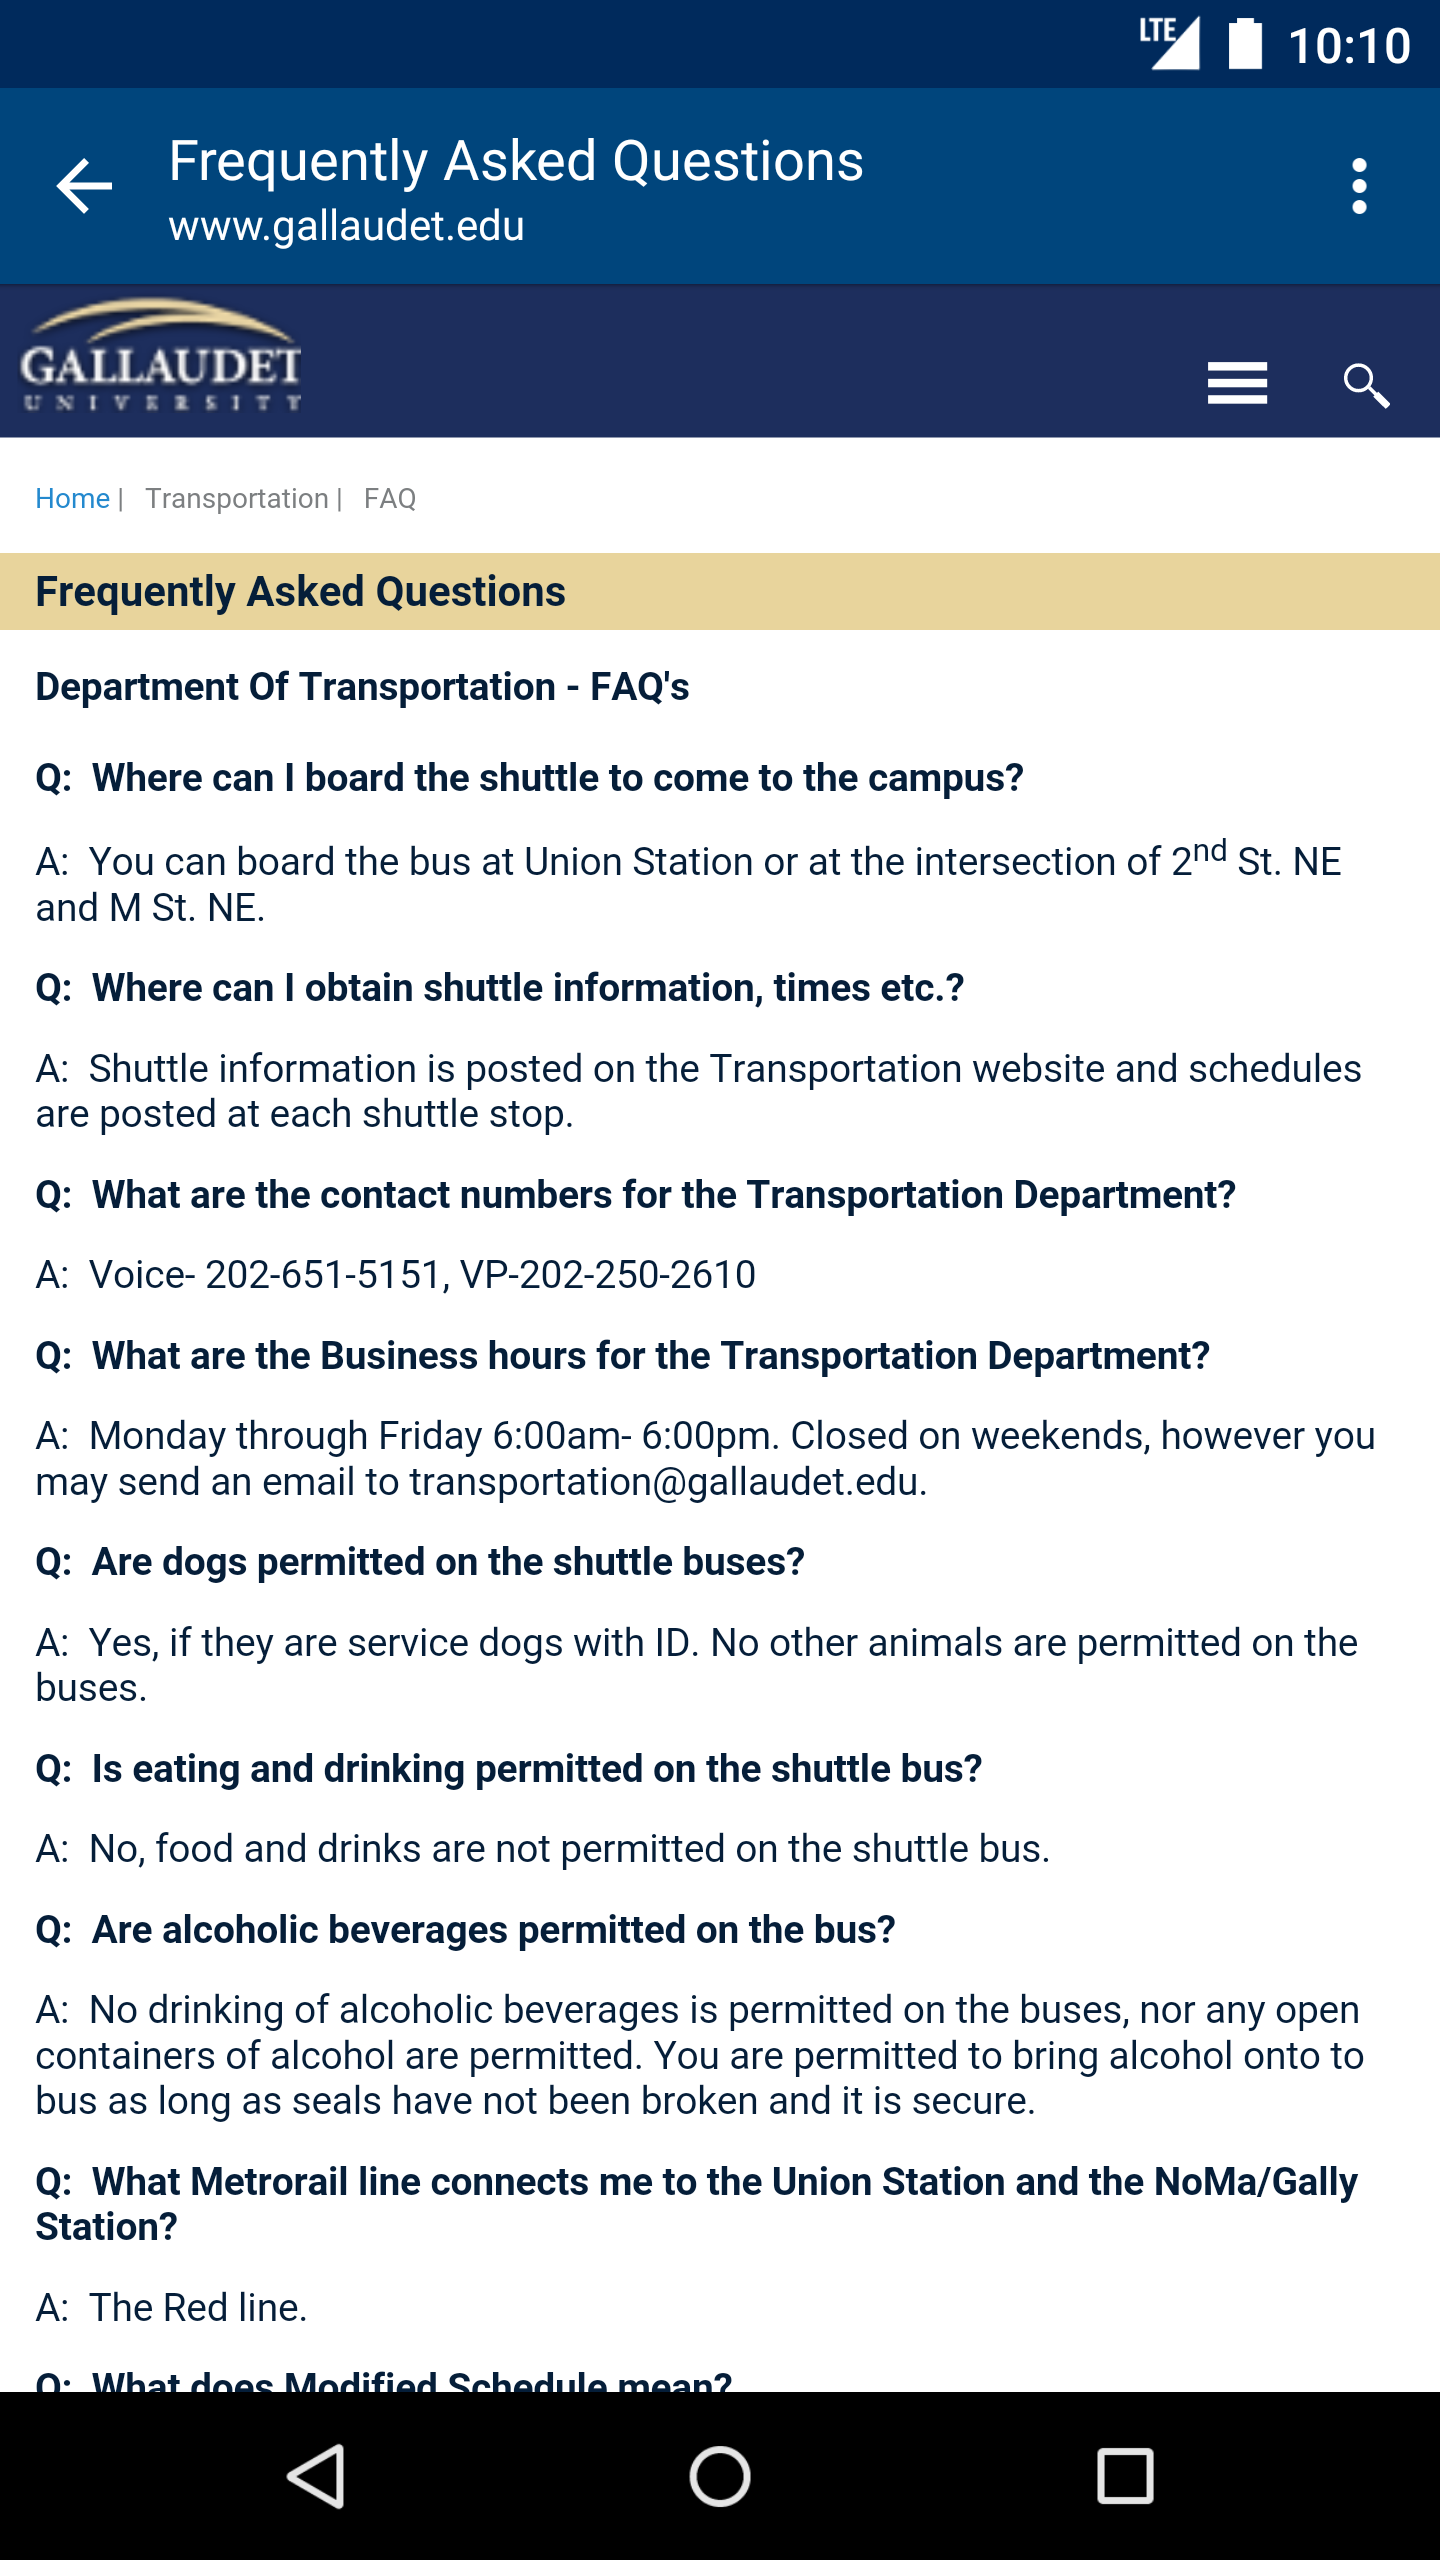 LTE 10:10
Frequently Asked Questions
www.gallaudet.edu
GALLAUDET
UNIVERSITY
Home | Transportation | FAQ
Frequently Asked Questions
Department Of Transportation - FAQ's
Q: Where can I board the shuttle to come to the campus?
A: You can board the bus at Union Station or at the intersection of 2nd St. NE
and M St. NE.
Q: Where can I obtain shuttle information, times etc.?
A: Shuttle information is posted on the Transportation website and schedules
are posted at each shuttle stop.
Q: What are the contact numbers for the Transportation Department?
A: Voice- 202-651-5151, VP-202-250-2610
Q: What are the Business hours for the Transportation Department?
A: Monday through Friday 6:00am- 6:00pm. Closed on weekends, however you
may send an email to transportation@gallaudet.edu.
Q: Are dogs permitted on the shuttle buses?
A: Yes, if they are service dogs with ID. No other animals are permitted on the
buses.
Q: Is eating and drinking permitted on the shuttle bus?
A: No, food and drinks are not permitted on the shuttle bus.
Q: Are alcoholic beverages permitted on the bus?
A: No drinking of alcoholic beverages is permitted on the buses, nor any open
containers of alcohol are permitted. You are permitted to bring alcohol onto to
bus as long as seals have not been broken and it is secure.
Q: What Metrorail line connects me to the Union Station and the NoMa/Gally
Station?
A: The Red line.
Q: What does Modified Schedule mean?